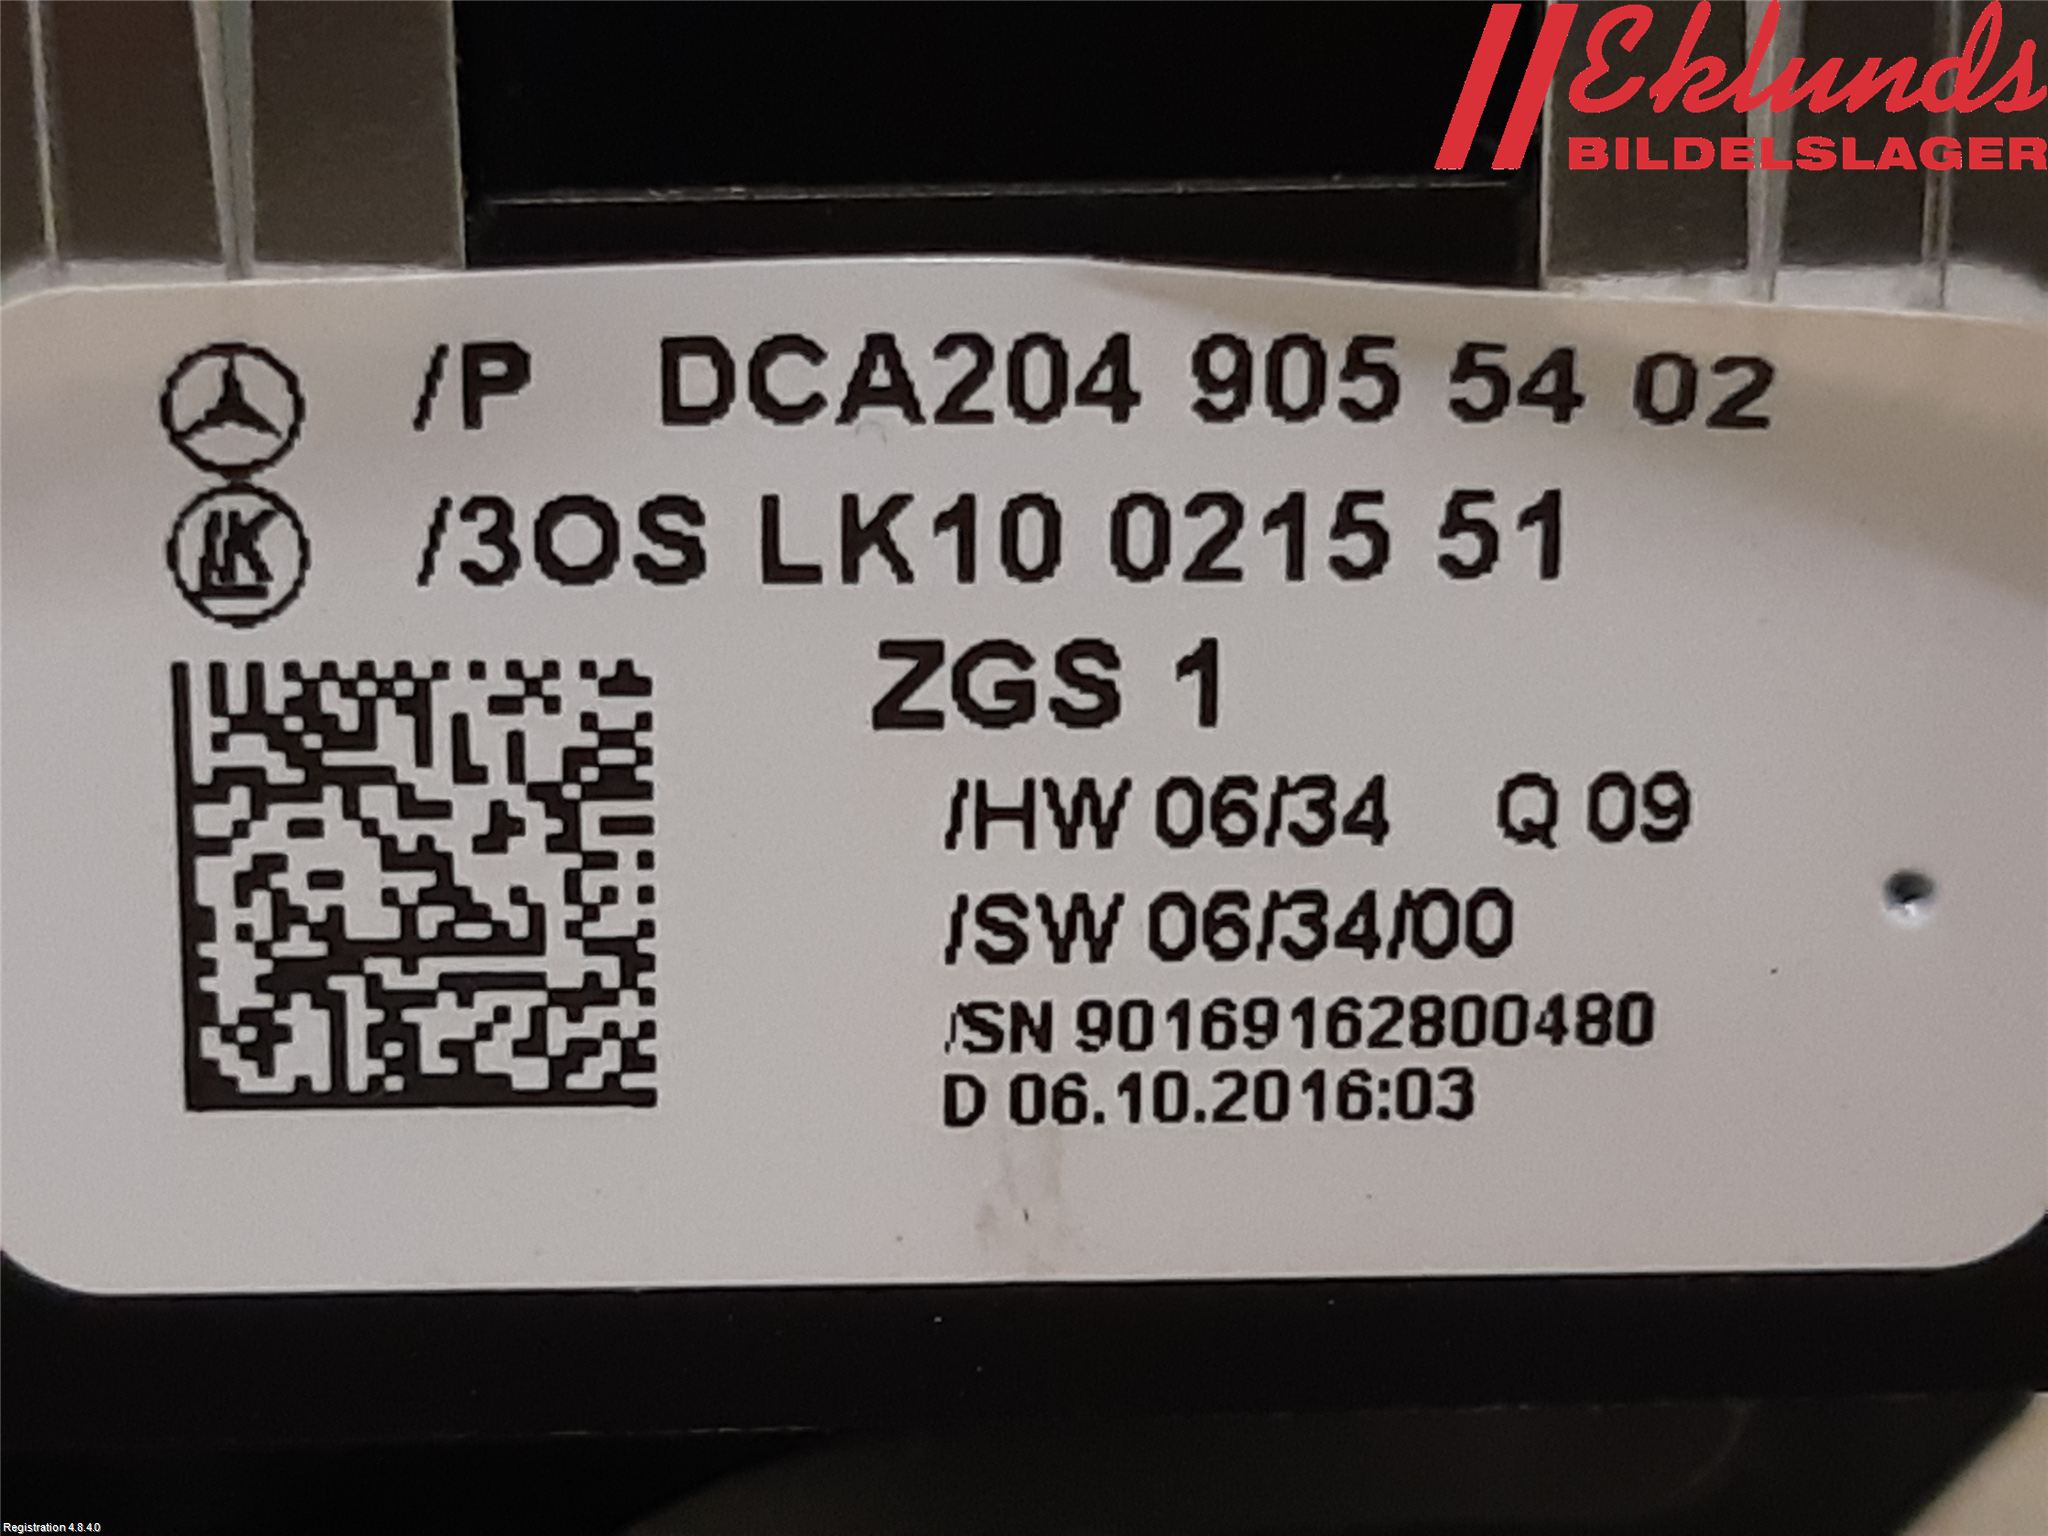 Eklunds
BILDELSLAGER
/P DCA204 905 54 02
LK /3OS LK10 0215 51
ZGS 1
/HW 06/34 Q 09
/SW 06/34/00
/SN 90169162800480
D 06.10.2016:03
Registration 4.8.4.0